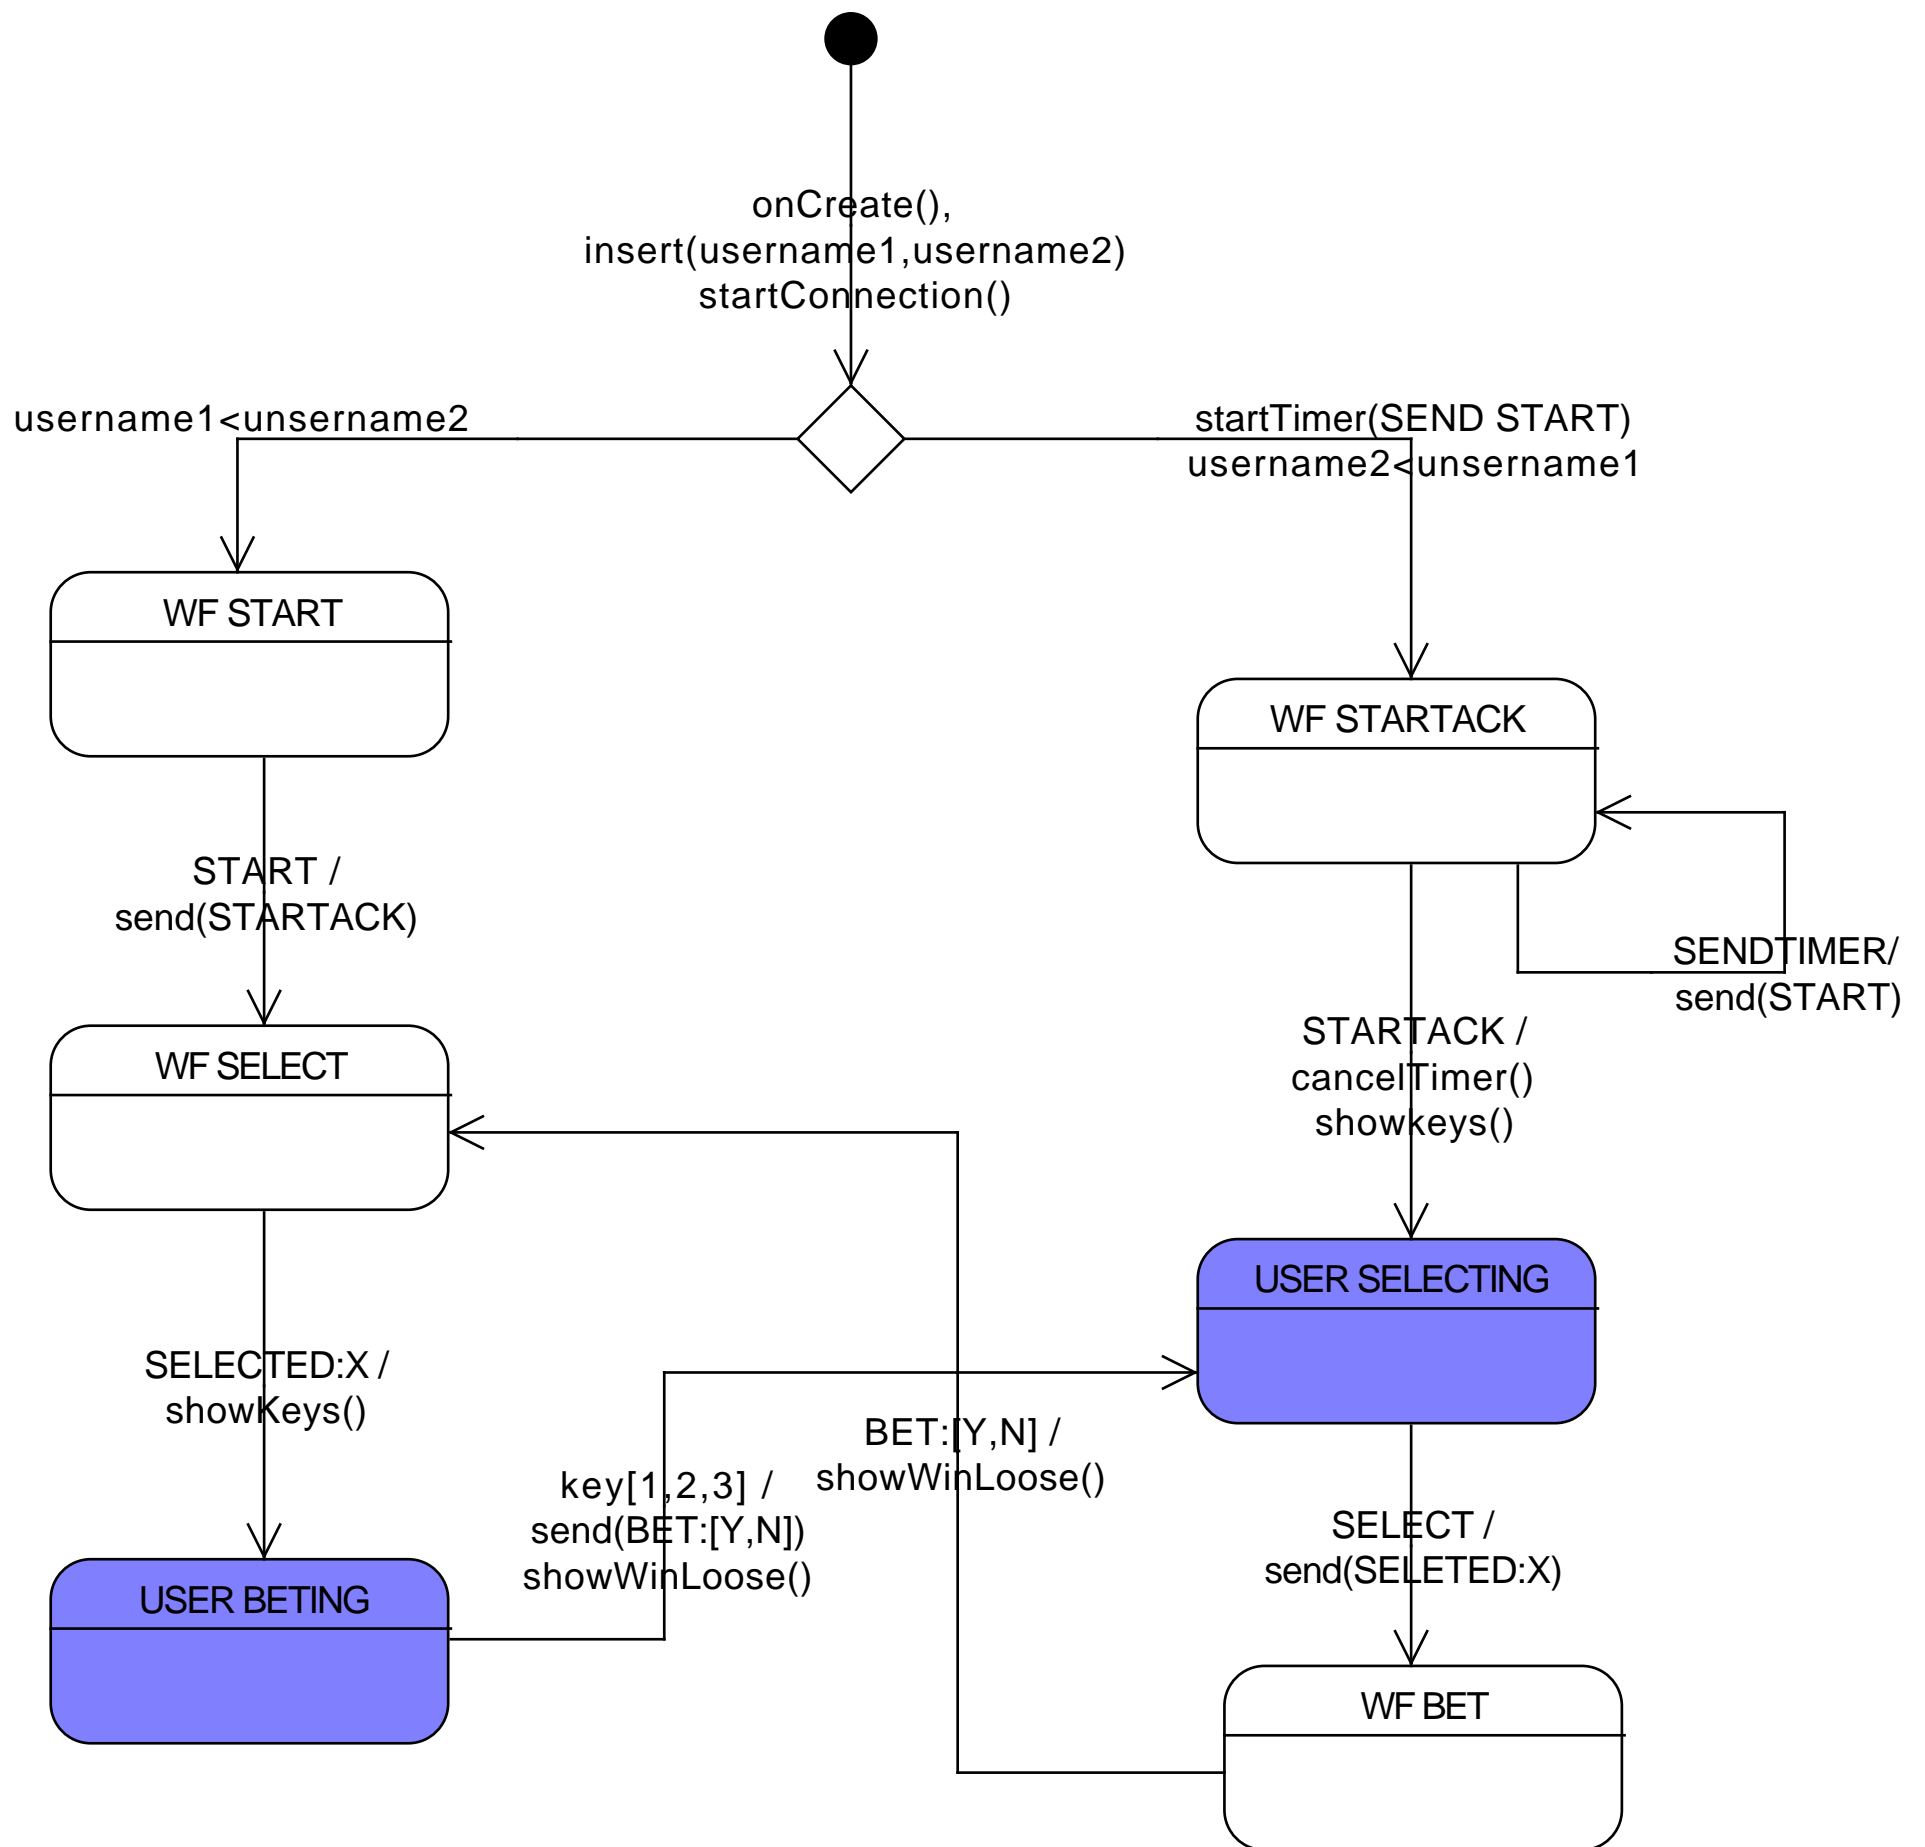 onCreate(),
insert(username1,username2)
startConnection()
username1<unsername2
startTimer(SEND START)
username2<unsername1
WF START
WF STARTACK
START /
send(STARTACK)
SENDTIMER/
send(START)
STARTACK /
cancelTimer()
showkeys()
WF SELECT
USER SELECTING
SELECTED:X /
showKeys()
BET:[Y,N] /
showWinLoose()
key[1,2,3] /
send(BET:[Y,N])
showWinLoose()
SELECT /
send(SELETED:X)
USER BETING
WF BET